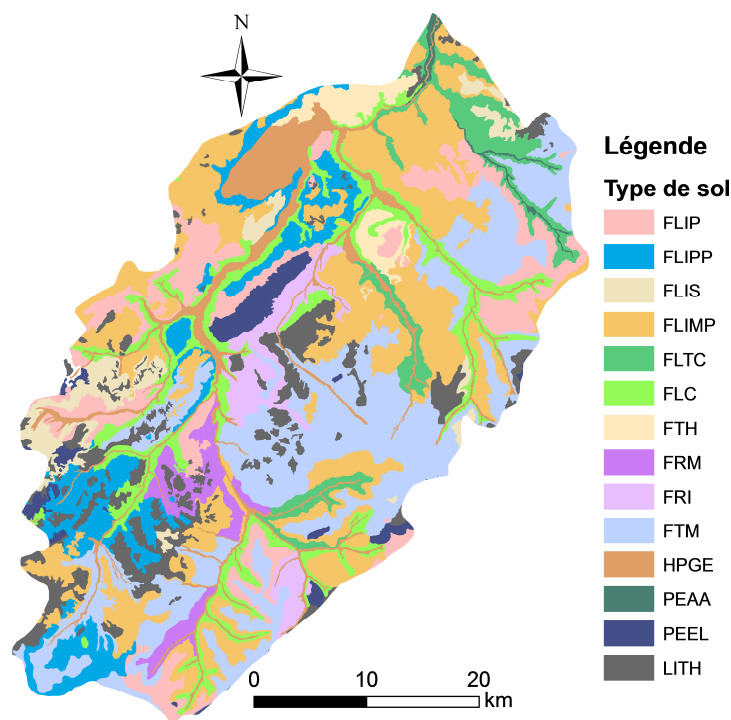 N
Légende
Type de sol
FLIP
FLIPP
FLIS
FLIMP
FLTC
FLC
FTH
FRM
FRI
FTM
HPGE
PEAA
PEEL
LITH
0 10 20
km